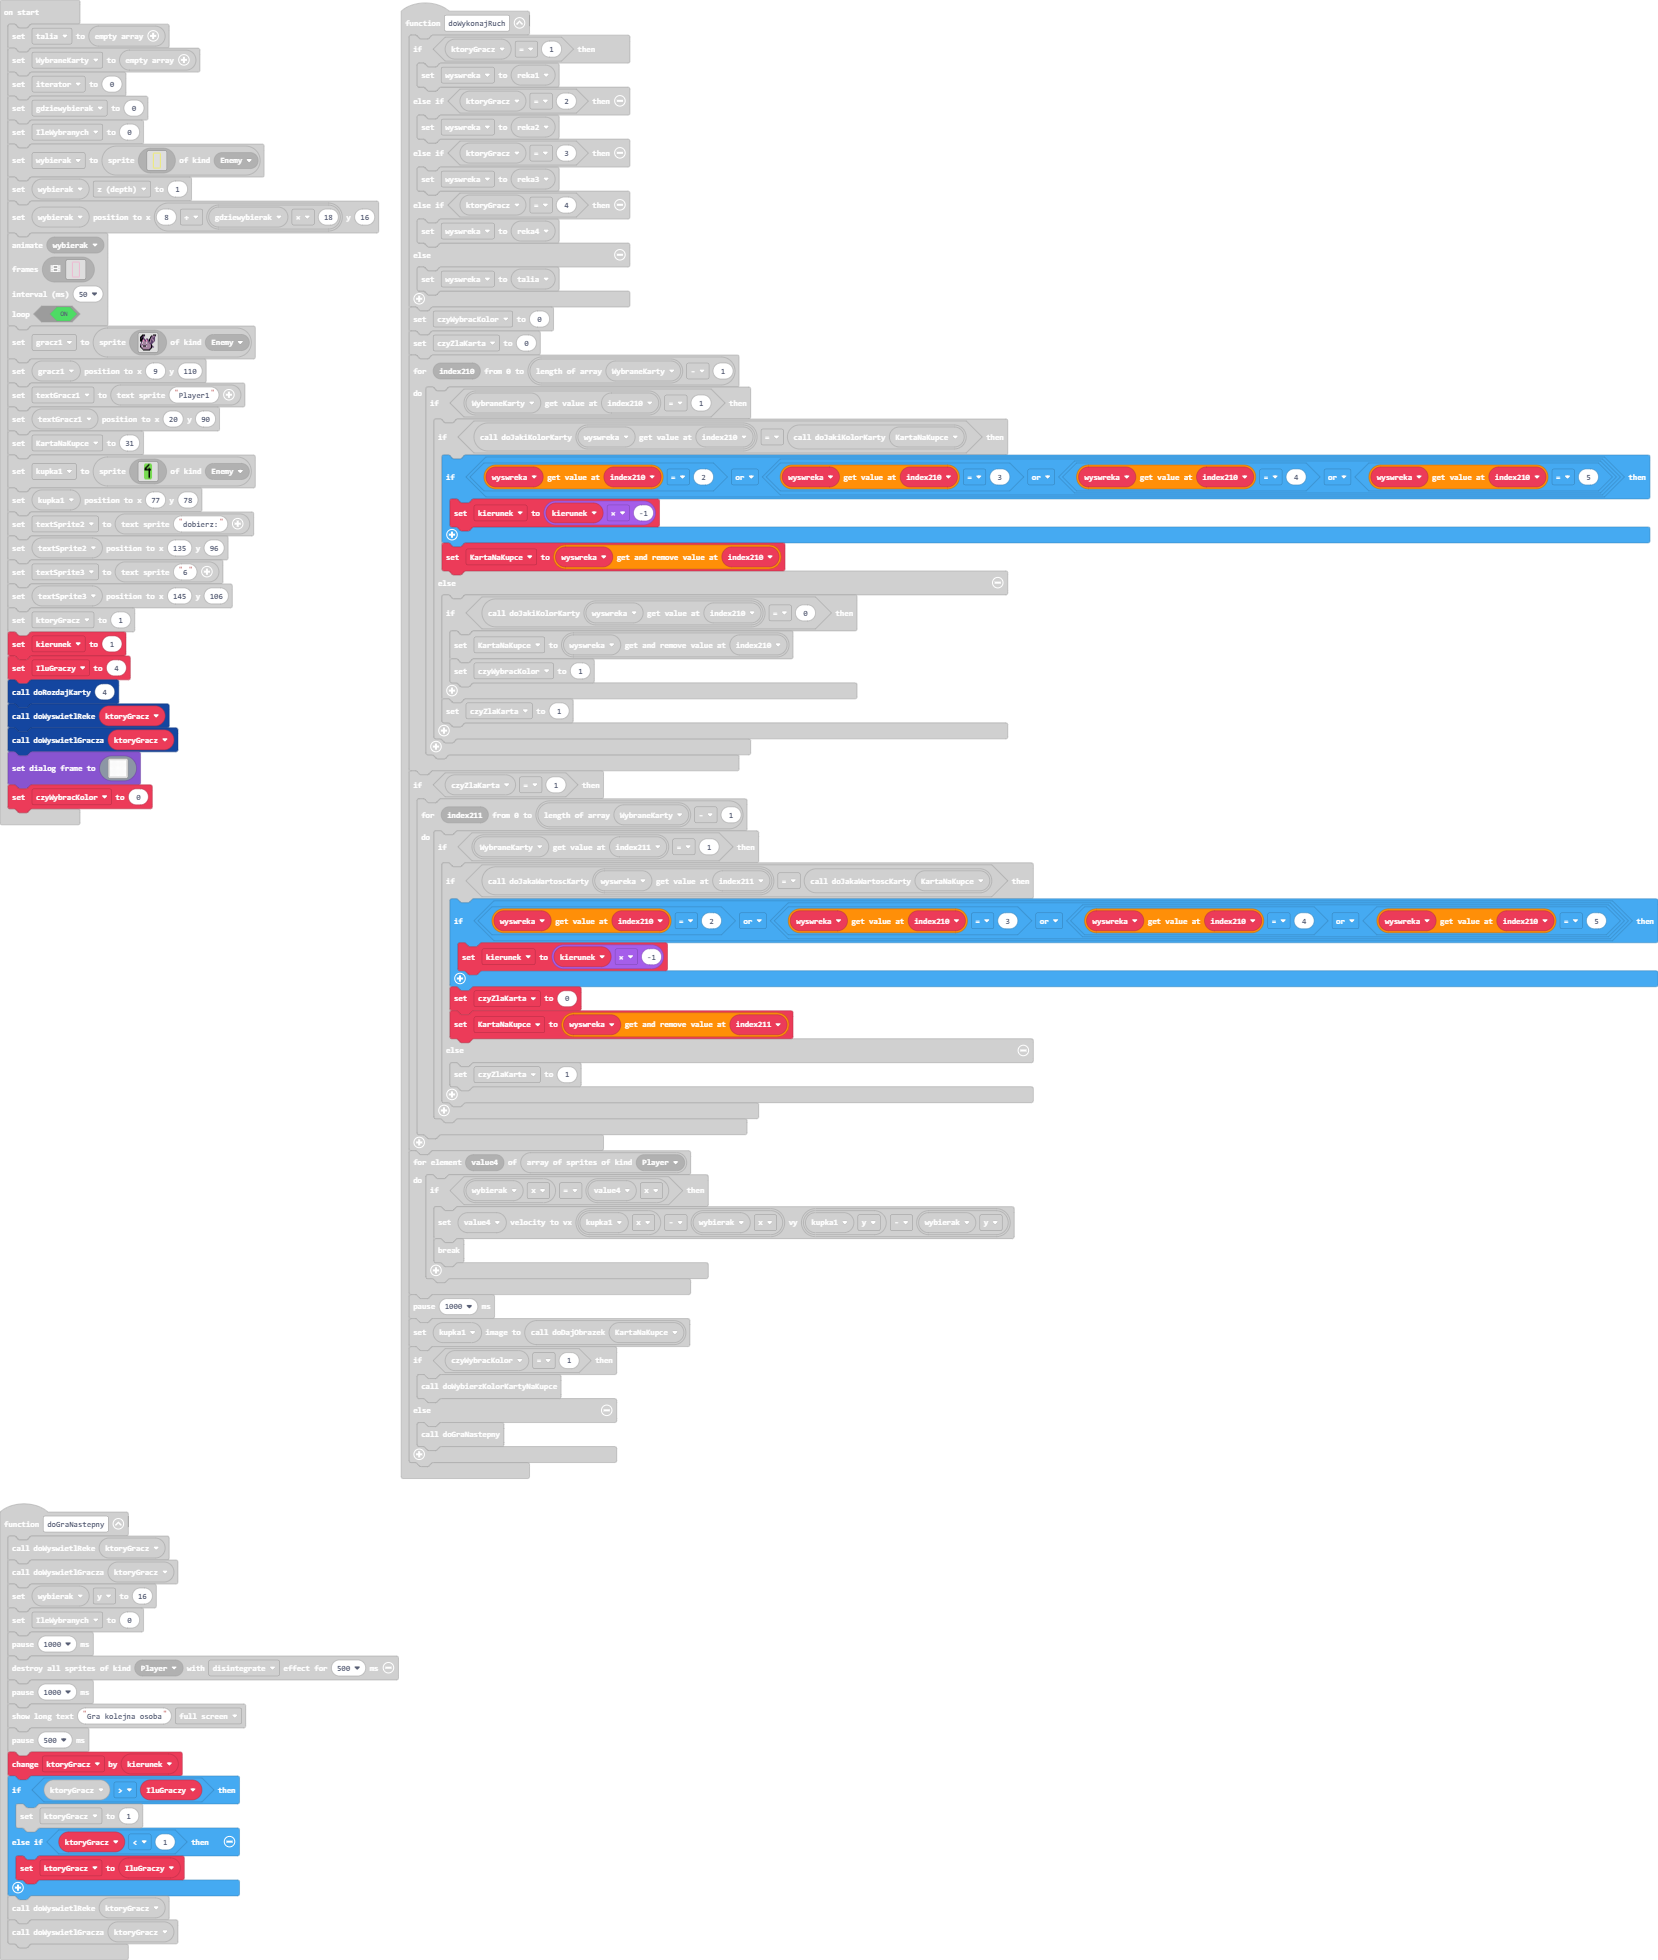 on start
set talia to empty array
set WybraneKarty to empty array
set iterator to 0
set gdziewybierak to 0
set IleWybranych to 0
set wybierak to sprite of kind Enemy
set wybierak z (depth) to 1
set wybierak position to x 8 + gdziewybierak × 18 y 16
animate wybierak
frames
interval (ms) 50
loop ON
set gracz1 to sprite of kind Enemy
set gracz1 position to x 9 y 110
set textGracz1 to text sprite "Player1"
set textGracz1 position to x 20 y 90
set KartaNaKupce to 31
set kupka1 to sprite of kind Enemy
set kupka1 position to x 77 y 78
set textSprite2 to text sprite "dobierz:"
set textSprite2 position to x 135 y 96
set textSprite3 to text sprite "6"
set textSprite3 position to x 145 y 106
set ktoryGracz to 1
set kierunek to 1
set IluGraczy to 4
call doRozdajKarty 4
call doWyswietlReke ktoryGracz
call doWyswietlGracza ktoryGracz
set dialog frame to
set czyWybracKolor to 0
function doWykonajRuch
if ktoryGracz = 1 then
set wyswreka to reka1
else if ktoryGracz = 2 then
set wyswreka to reka2
else if ktoryGracz = 3 then
set wyswreka to reka3
else if ktoryGracz = 4 then
set wyswreka to reka4
else
set wyswreka to talia
set czyWybracKolor to 0
set czyZlaKarta to 0
for index210 from 0 to length of array WybraneKarty - 1
do
if WybraneKarty get value at index210 = 1 then
if call doJakiKolorKarty wyswreka get value at index210 = call doJakiKolorKarty KartaNaKupce then
if wyswreka get value at index210 = 2 or wyswreka get value at index210 = 3 or wyswreka get value at index210 = 4 or wyswreka get value at index210 = 5 then
set kierunek to kierunek × -1
set KartaNaKupce to wyswreka get and remove value at index210
else
if call doJakiKolorKarty wyswreka get value at index210 = 0 then
set KartaNaKupce to wyswreka get and remove value at index210
set czyWybracKolor to 1
set czyZlaKarta to 1
if czyZlaKarta = 1 then
for index211 from 0 to length of array WybraneKarty - 1
do
if WybraneKarty get value at index211 = 1 then
if call doJakaWartoscKarty wyswreka get value at index211 = call doJakaWartoscKarty KartaNaKupce then
if wyswreka get value at index210 = 2 or wyswreka get value at index210 = 3 or wyswreka get value at index210 = 4 or wyswreka get value at index210 = 5 then
set kierunek to kierunek × -1
set czyZlaKarta to 0
set KartaNaKupce to wyswreka get and remove value at index211
else
set czyZlaKarta to 1
for element value4 of array of sprites of kind Player
do
if wybierak x = value4 x then
set value4 velocity to vx kupka1 x - wybierak x vy kupka1 y - wybierak y
break
pause 1000 ms
set kupka1 image to call doDajObrazek KartaNaKupce
if czyWybracKolor = 1 then
call doWybierzKolorKartyNaKupce
else
call doGraNastepny
function doGraNastepny
call doWyswietlReke ktoryGracz
call doWyswietlGracza ktoryGracz
set wybierak y to 16
set IleWybranych to 0
pause 1000 ms
destroy all sprites of kind Player with disintegrate effect for 500 ms
pause 1000 ms
show long text "Gra kolejna osoba" full screen
pause 500 ms
change ktoryGracz by kierunek
if ktoryGracz > IluGraczy then
set ktoryGracz to 1
else if ktoryGracz < 1 then
set ktoryGracz to IluGraczy
call doWyswietlReke ktoryGracz
call doWyswietlGracza ktoryGracz